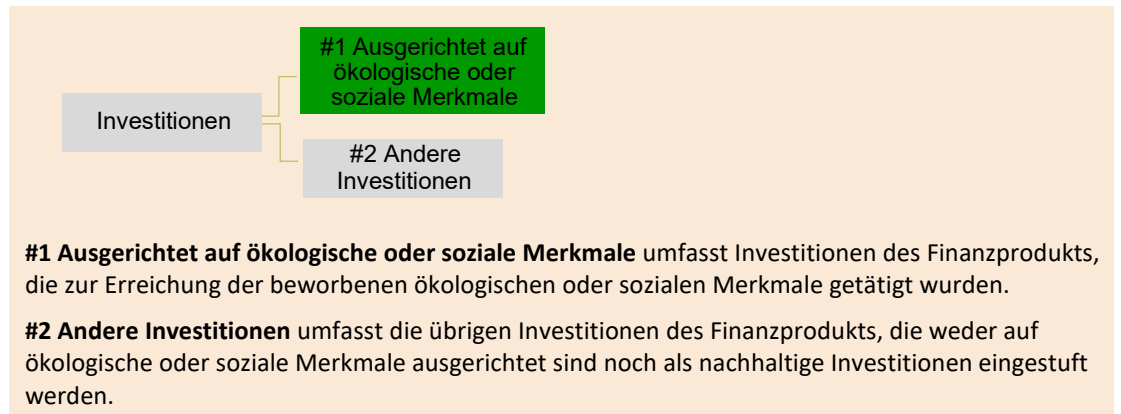 #1 Ausgerichtet auf
ökologische oder
soziale Merkmale
Investitionen
#2 Andere
Investitionen
#1 Ausgerichtet auf ökologische oder soziale Merkmale umfasst Investitionen des Finanzprodukts,
die zur Erreichung der beworbenen ökologischen oder sozialen Merkmale getätigt wurden.
#2 Andere Investitionen umfasst die übrigen Investitionen des Finanzprodukts, die weder auf
ökologische oder soziale Merkmale ausgerichtet sind noch als nachhaltige Investitionen eingestuft
werden.